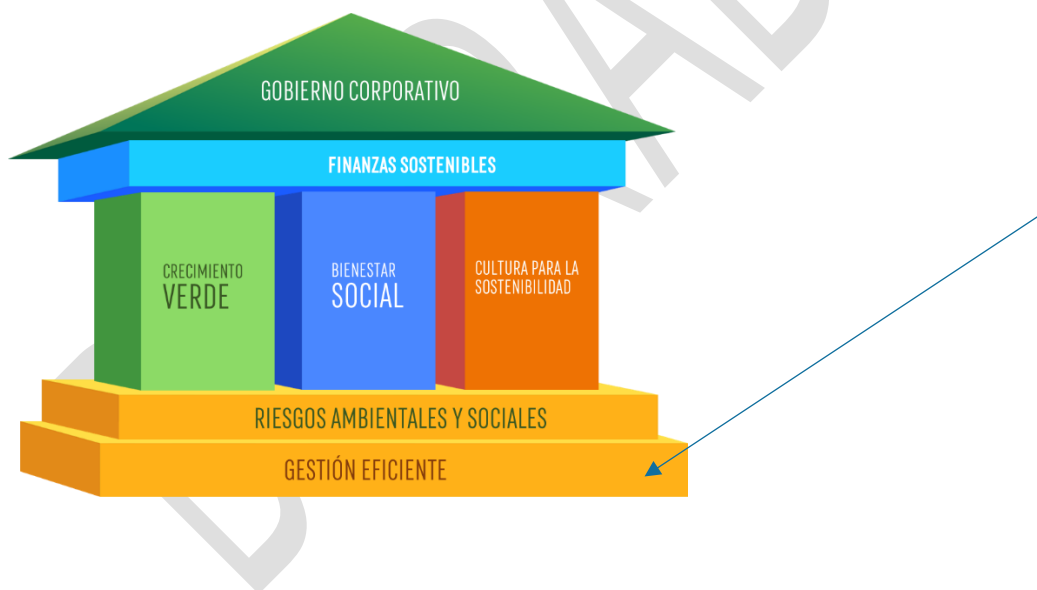 GOBIERNO CORPORATIVO
FINANZAS SOSTENIBLES
CRECIMIENTO
VERDE
BIENESTAR
SOCIAL
CULTURA PARA LA
SOSTENIBILIDAD
RIESGOS AMBIENTALES Y SOCIALES
GESTIÓN EFICIENTE